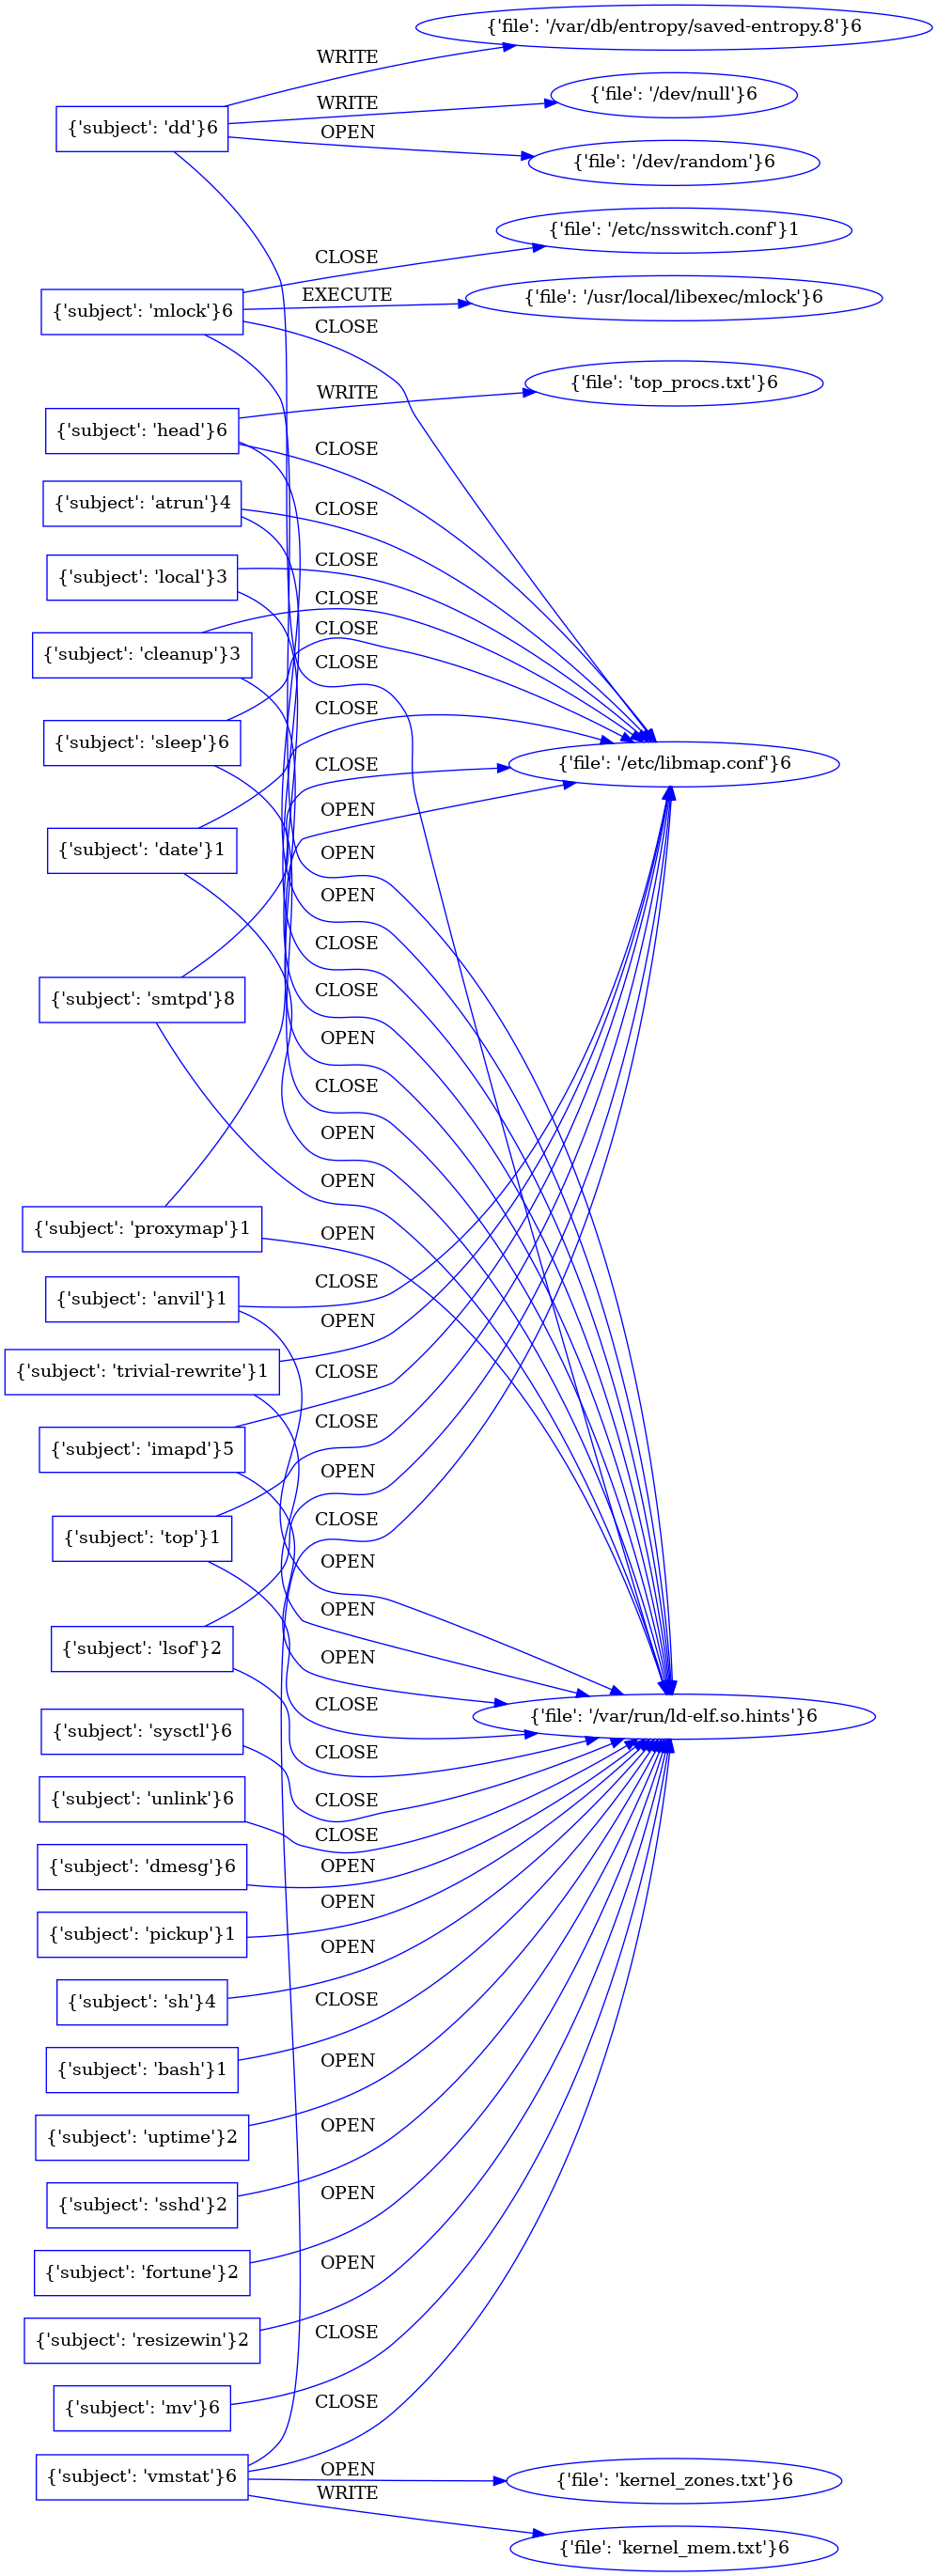 {'file': '/var/db/entropy/saved-entropy.8'}6
WRITE
{'file': '/dev/null'}6
WRITE
{'subject': 'dd'}6
OPEN
{'file': '/dev/random'}6
{'file': '/etc/nsswitch.conf'}1
CLOSE
EXECUTE
{'file': '/usr/local/libexec/mlock'}6
{'subject': 'mlock'}6
CLOSE
{'file': 'top_procs.txt'}6
WRITE
{'subject': 'head'}6
CLOSE
{'subject': 'atrun'}4
CLOSE
CLOSE
{'subject': 'local'}3
CLOSE
CLOSE
{'subject': 'cleanup'}3
CLOSE
CLOSE
{'subject': 'sleep'}6
CLOSE
{'file': '/etc/libmap.conf'}6
OPEN
{'subject': 'date'}1
OPEN
OPEN
CLOSE
CLOSE
{'subject': 'smtpd'}8
OPEN
CLOSE
OPEN
OPEN
{'subject': 'proxymap'}1
OPEN
CLOSE
{'subject': 'anvil'}1
OPEN
{'subject': 'trivial-rewrite'}1
CLOSE
CLOSE
{'subject': 'imapd'}5
OPEN
CLOSE
{'subject': 'top'}1
OPEN
OPEN
{'subject': 'lsof'}2
OPEN
CLOSE
{'file': '/var/run/ld-elf.so.hints'}6
{'subject': 'sysctl'}6
CLOSE
{'subject': 'unlink'}6
CLOSE
CLOSE
{'subject': 'dmesg'}6
OPEN
OPEN
{'subject': 'pickup'}1
OPEN
{'subject': 'sh'}4
CLOSE
{'subject': 'bash'}1
OPEN
OPEN
{'subject': 'uptime'}2
OPEN
{'subject': 'sshd'}2
OPEN
{'subject': 'fortune'}2
CLOSE
{'subject': 'resizewin'}2
CLOSE
{'subject': 'mv'}6
OPEN
{'subject': 'vmstat'}6
{'file': 'kernel_zones.txt'}6
WRITE
{'file': 'kernel_mem.txt'}6